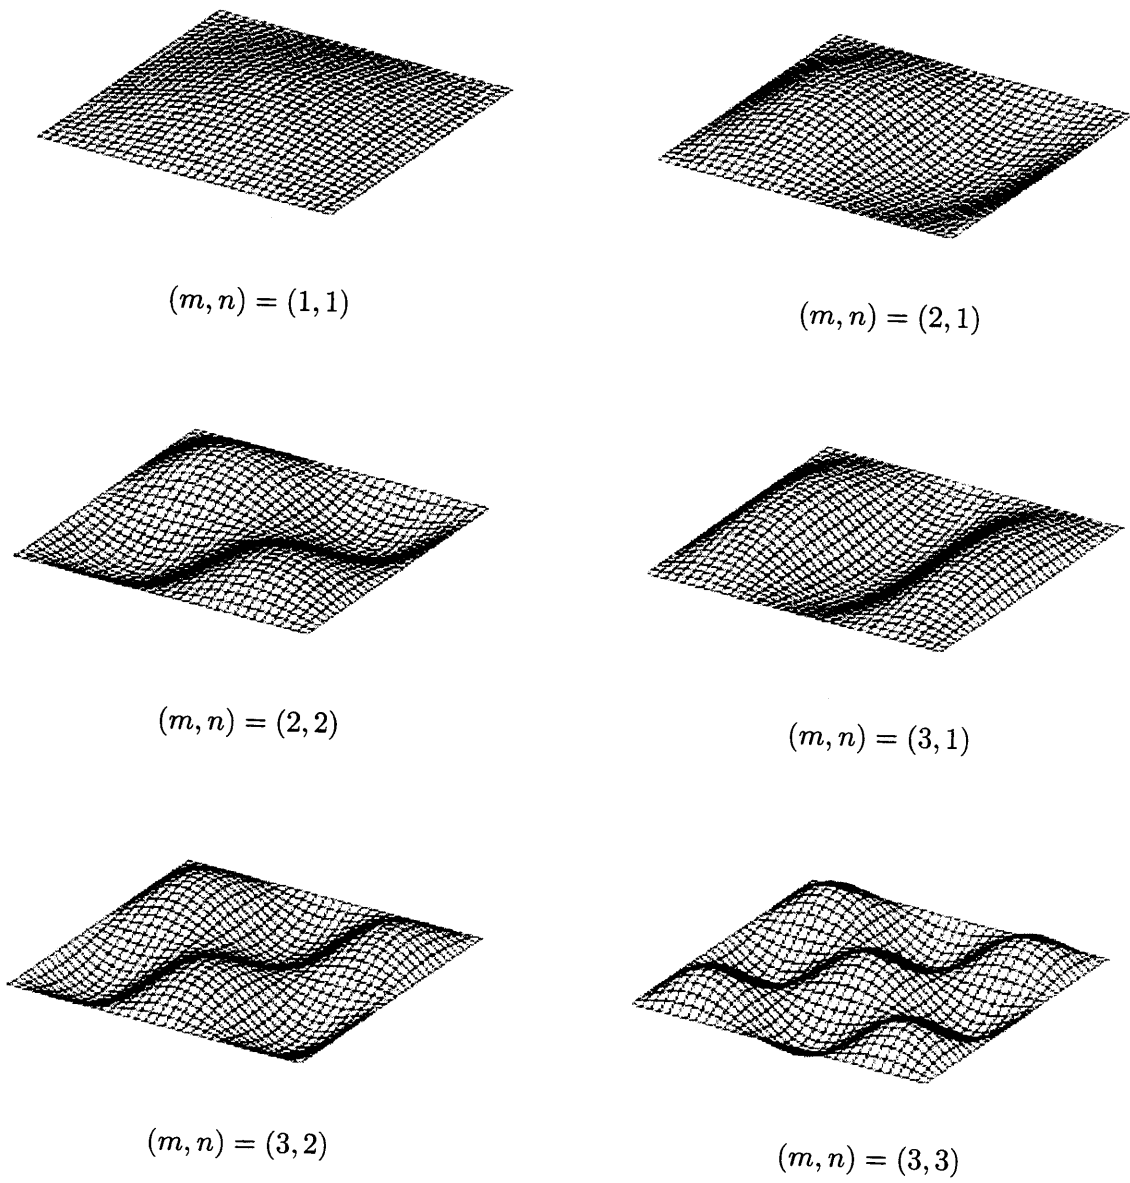 (m, n) = (1, 1)
(m, n) = (2, 1)
(m, n) = (2, 2)
(m, n) = (3, 1)
(m, n) = (3, 2)
(m, n) = (3, 3)